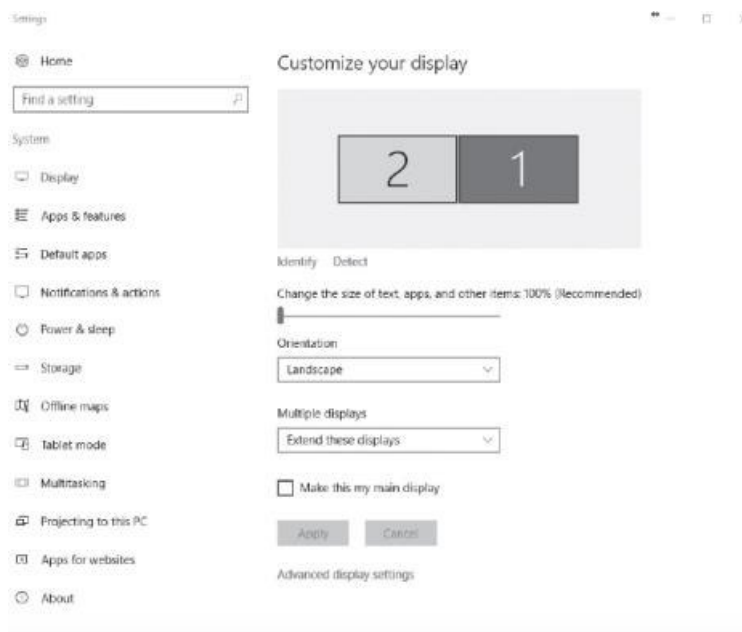 Settings
Home
Find a setting
System
Display
Apps & features
Default apps
Notifications & actions
Power & sleep
Storage
Offline maps
Tablet mode
Multitasking
Projecting to this PC
Apps for websites
About
Customize your display
2 1
Identify Detect
Change the size of text, apps, and other items: 100% (Recommended)
Orientation
Landscape
Multiple displays
Extend these displays
Make this my main display
Apply Cancel
Advanced display settings